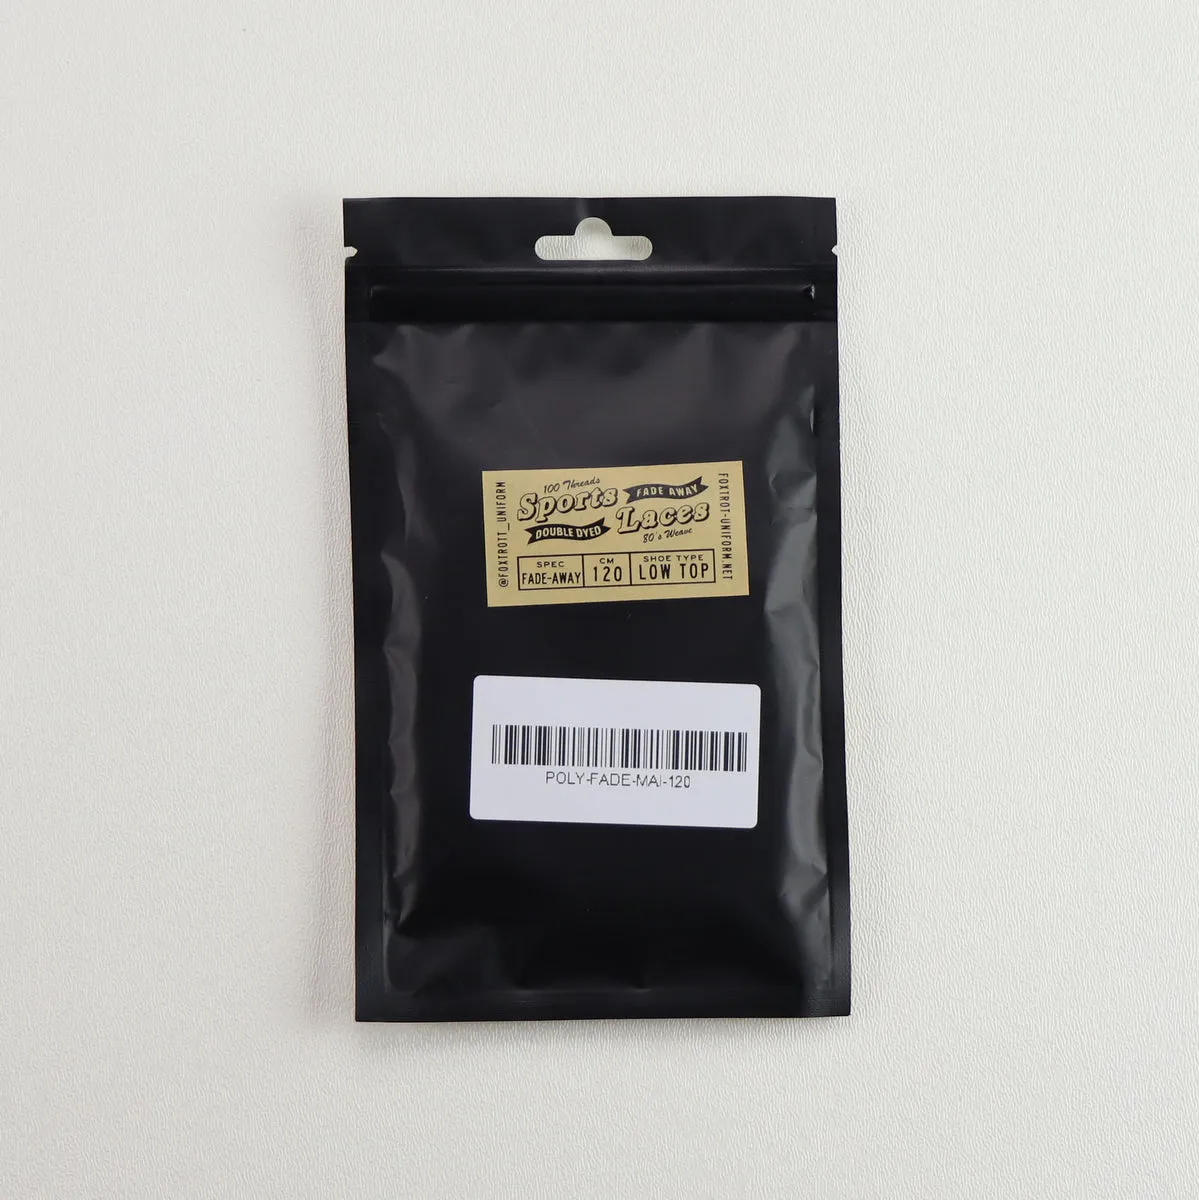 @FOXTROTT_UNIFORM
100 Threads
Sports
FADE AWAY
DOUBLE DYED
Laces
80's Weave
SPEC
FADE-AWAY
CM
120
SHOE TYPE
LOW TOP
FOXTROT-UNIFORM.NET
POLY-FADE-MAI-120